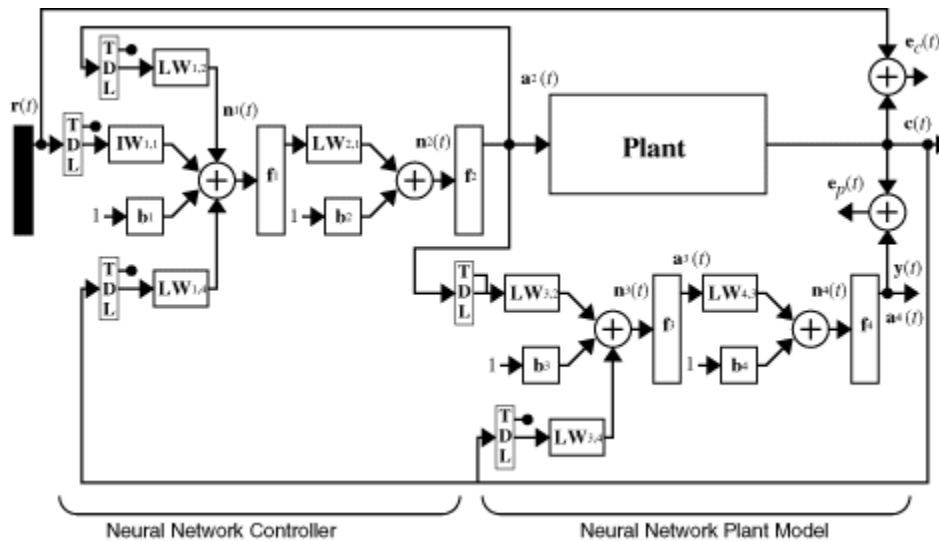 r(t)
T
D
L
LW1,2
T
D
L
IW1,1
1
b1
T
D
L
LW1,4
n1(t)
f1
LW2,1
1
b2
n2(t)
f2
a2(t)
Plant
ec(t)
c(t)
ep(t)
y(t)
a4(t)
T
D
L
LW3,2
1
b3
T
D
L
LW3,4
n3(t)
f3
a3(t)
LW4,3
1
b4
n4(t)
f4
Neural Network Controller
Neural Network Plant Model